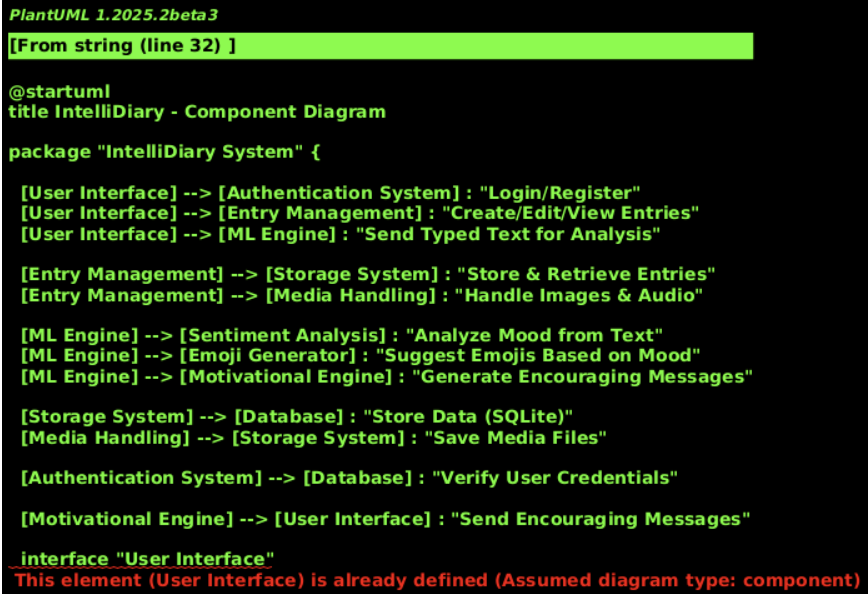 PlantUML 1.2025.2beta3
[From string (line 32) ]
@startuml
title IntelliDiary - Component Diagram
package "IntelliDiary System" {
[User Interface] --> [Authentication System] : "Login/Register"
[User Interface] --> [Entry Management] : "Create/Edit/View Entries"
[User Interface] --> [ML Engine] : "Send Typed Text for Analysis"
[Entry Management] --> [Storage System] : "Store & Retrieve Entries"
[Entry Management] --> [Media Handling] : "Handle Images & Audio"
[ML Engine] --> [Sentiment Analysis] : "Analyze Mood from Text"
[ML Engine] --> [Emoji Generator] : "Suggest Emojis Based on Mood"
[ML Engine] --> [Motivational Engine] : "Generate Encouraging Messages"
[Storage System] --> [Database] : "Store Data (SQLite)"
[Media Handling] --> [Storage System] : "Save Media Files"
[Authentication System] --> [Database] : "Verify User Credentials"
[Motivational Engine] --> [User Interface] : "Send Encouraging Messages"
interface "User Interface"
This element (User Interface) is already defined (Assumed diagram type: component)